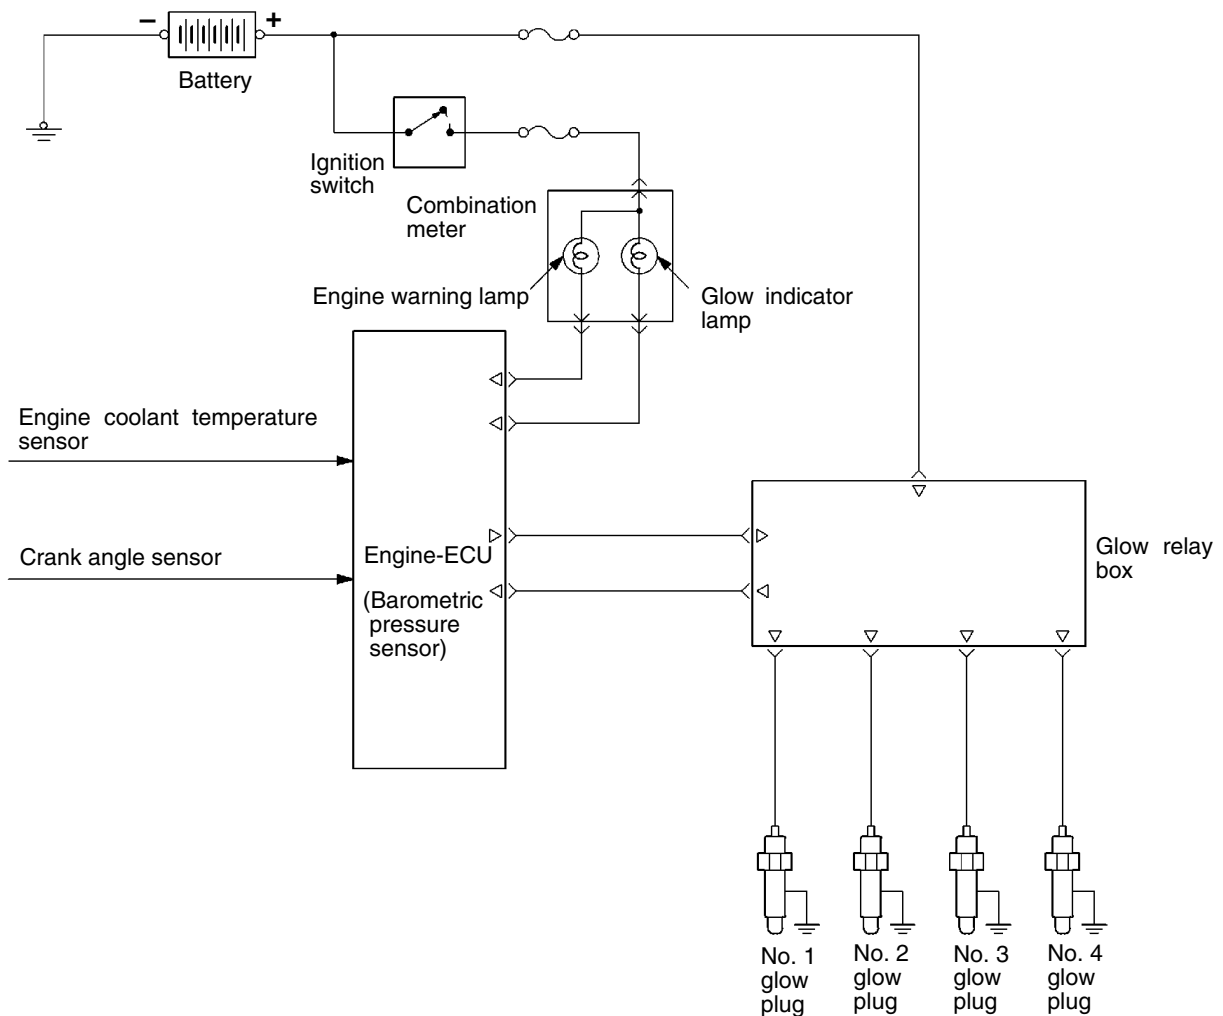 − +
Battery
Ignition
switch
Combination
meter
Engine warning lamp
Glow indicator
lamp
Engine coolant temperature
sensor
Crank angle sensor
Engine-ECU
(Barometric
pressure
sensor)
Glow relay
box
No. 1
glow
plug
No. 2
glow
plug
No. 3
glow
plug
No. 4
glow
plug